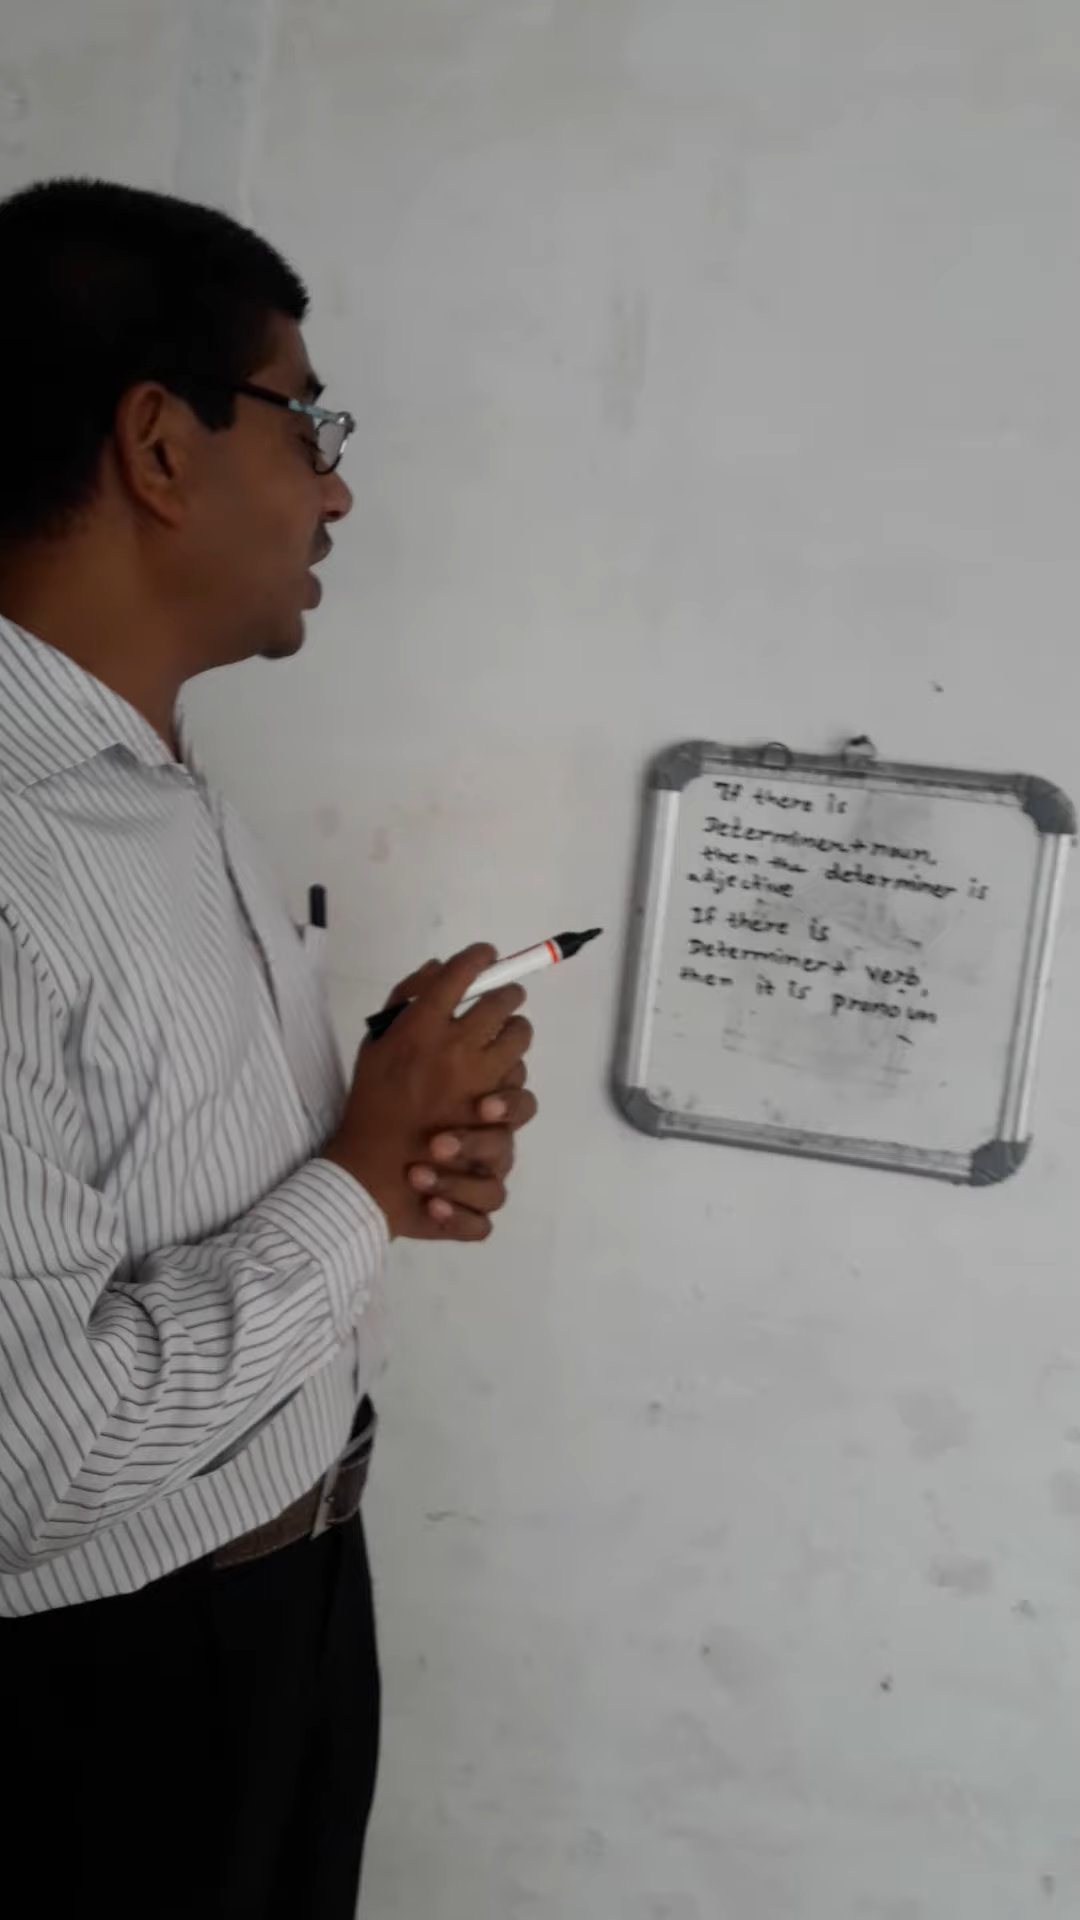 If there is
Determiner+noun,
then the determiner is
adjective
If there is
Determiner+ verb,
then it is pronoun